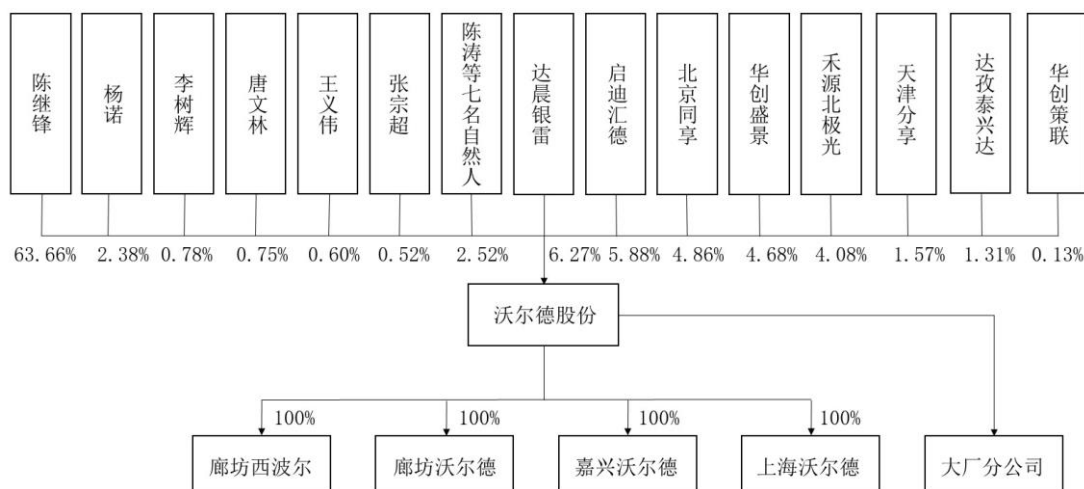 陈继锋
杨诺
李树辉
唐文林
王义伟
张宗超
陈涛等七名自然人
达晨银雷
启迪汇德
北京同享
华创盛景
禾源北极光
天津分享
达孜泰兴达
华创策联
63.66% 2.38% 0.78% 0.75% 0.60% 0.52% 2.52% 6.27% 5.88% 4.86% 4.68% 4.08% 1.57% 1.31% 0.13%
沃尔德股份
100% 100% 100% 100%
廊坊西波尔 廊坊沃尔德 嘉兴沃尔德 上海沃尔德 大厂分公司